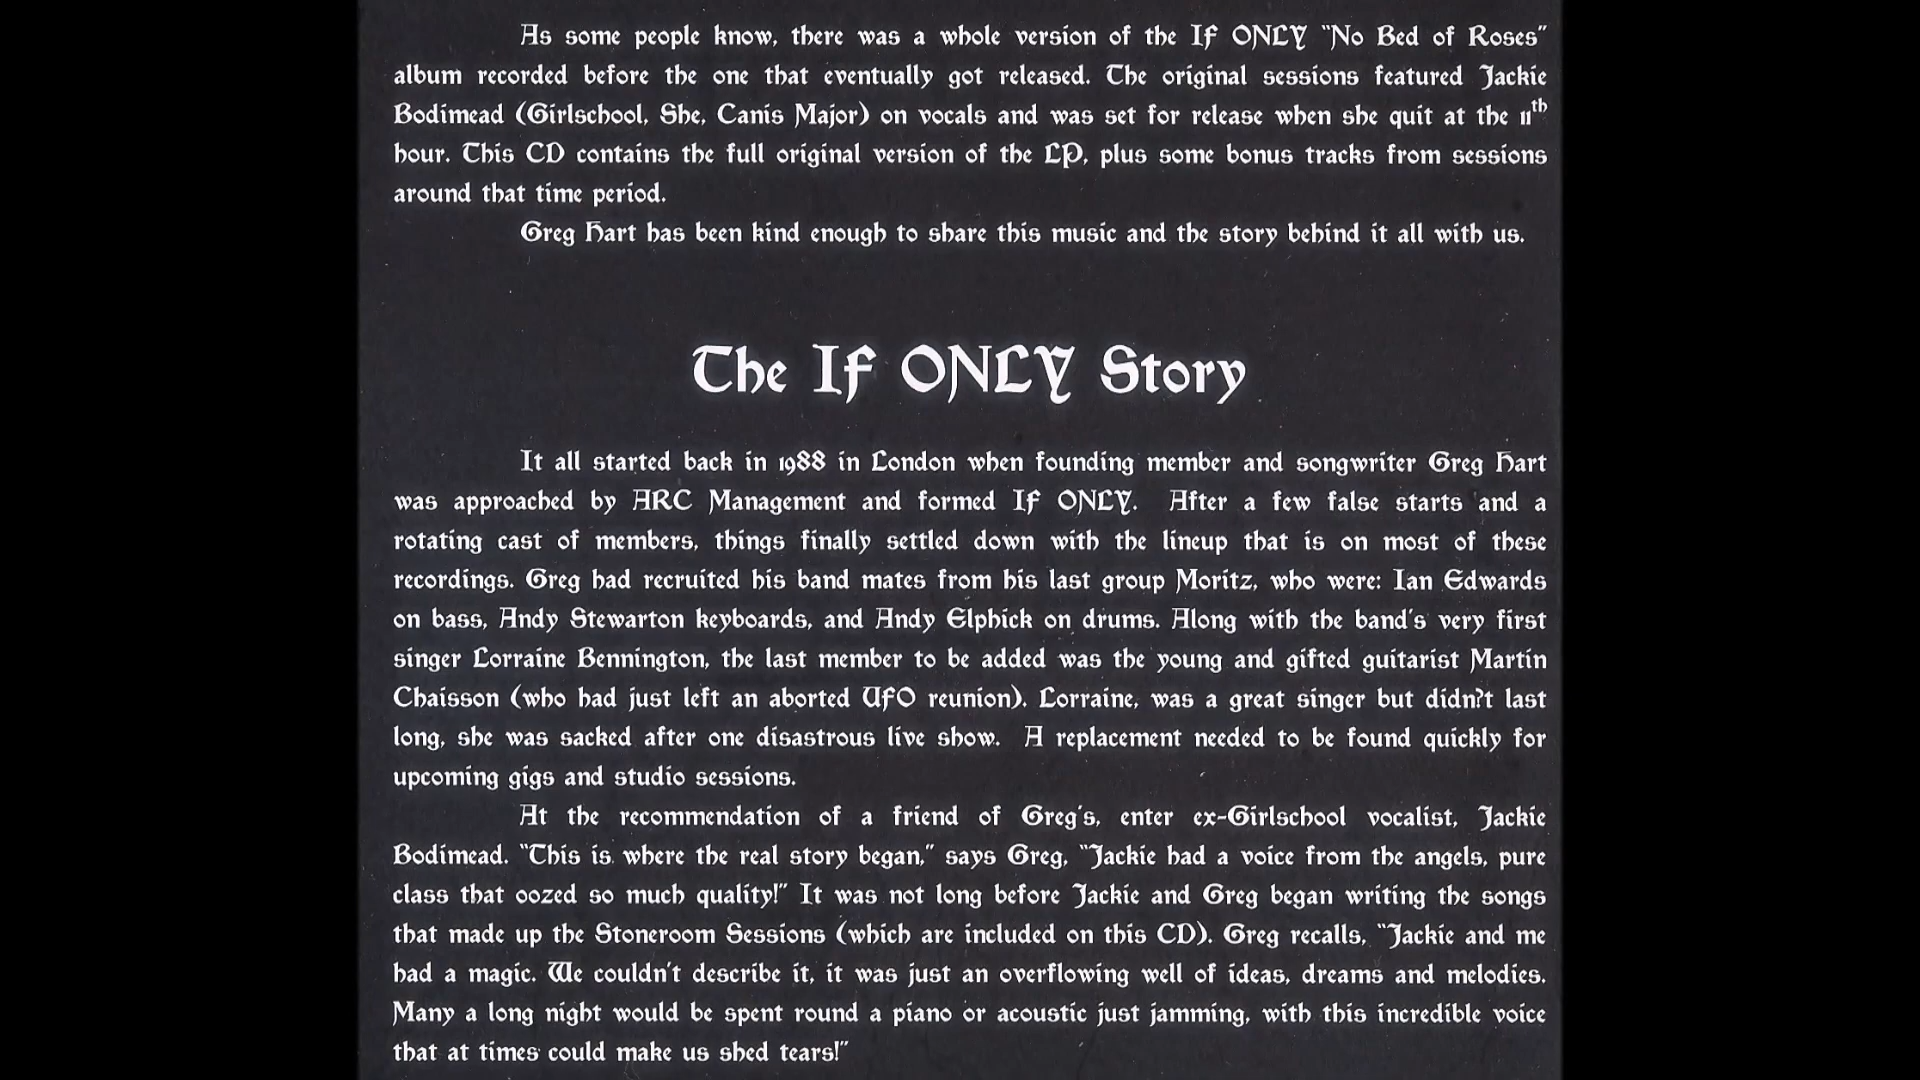 As some people know, there was a whole version of the If ONLY "No Bed of Roses"
album recorded before the one that eventually got released. The original sessions featured Jackie
Bodimead (Girlschool, She, Canis Major) on vocals and was set for release when she quit at the 11th
hour. This CD contains the full original version of the LP, plus some bonus tracks from sessions
around that time period.
Greg Hart has been kind enough to share this music and the story behind it all with us.
The If ONLY Story
It all started back in 1988 in London when founding member and songwriter Greg Hart
was approached by ARC Management and formed If ONLY. After a few false starts and a
rotating cast of members, things finally settled down with the lineup that is on most of these
recordings. Greg had recruited his band mates from his last group Moritz, who were: Ian Edwards
on bass, Andy Stewarton keyboards, and Andy Elphick on drums. Along with the band's very first
singer Lorraine Bennington, the last member to be added was the young and gifted guitarist Martin
Chaisson (who had just left an aborted UFO reunion). Lorraine, was a great singer but didn?t last
long, she was sacked after one disastrous live show. A replacement needed to be found quickly for
upcoming gigs and studio sessions.
At the recommendation of a friend of Greg's, enter ex-Girlschool vocalist, Jackie
Bodimead. "This is where the real story began," says Greg, "Jackie had a voice from the angels, pure
class that oozed so much quality!" It was not long before Jackie and Greg began writing the songs
that made up the Stoneroom Sessions (which are included on this CD). Greg recalls, "Jackie and me
had a magic. We couldn't describe it, it was just an overflowing well of ideas, dreams and melodies.
Many a long night would be spent round a piano or acoustic just jamming, with this incredible voice
that at times could make us shed tears!"